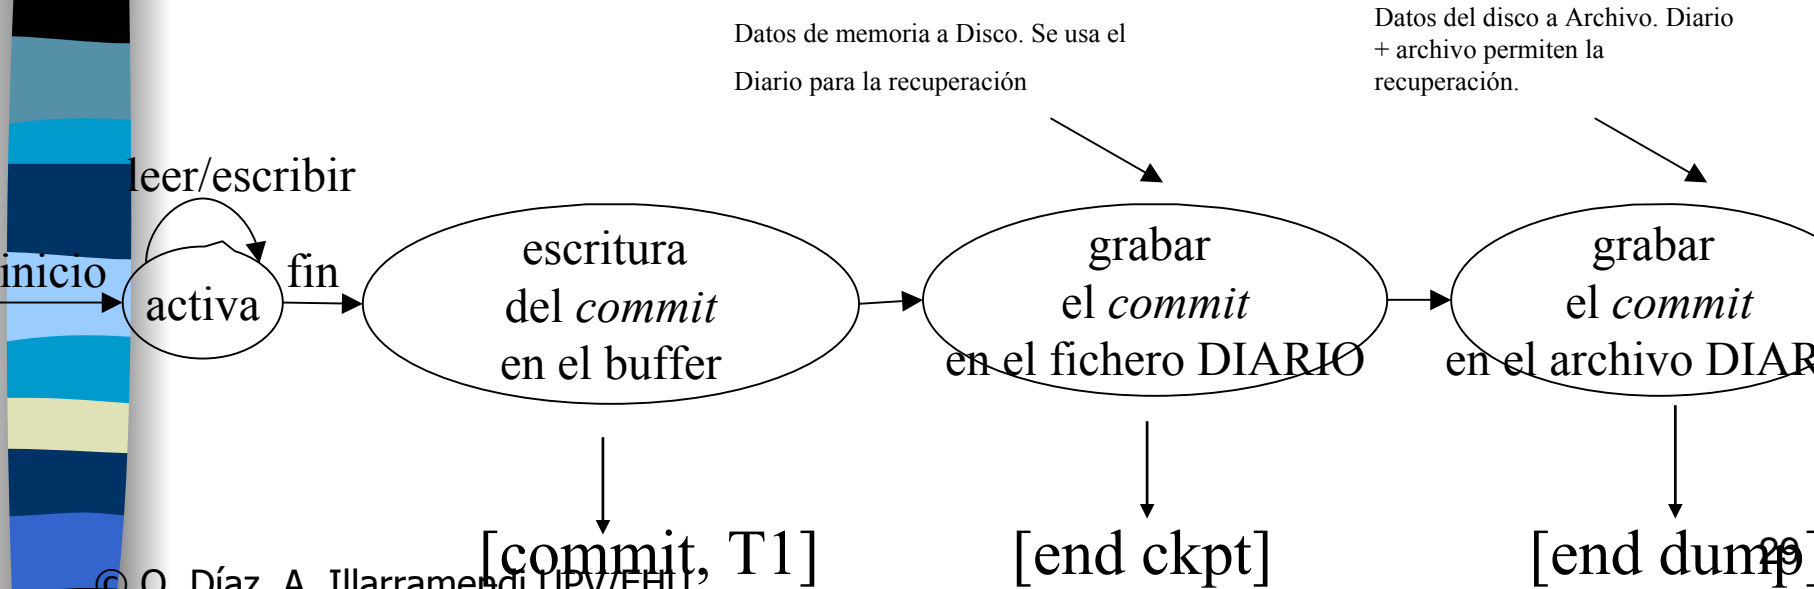 Datos de memoria a Disco. Se usa el
Diario para la recuperación
Datos del disco a Archivo. Diario
+ archivo permiten la
recuperación.
leer/escribir
inicio
activa
fin
escritura
del commit
en el buffer
grabar
el commit
en el fichero DIARIO
grabar
el commit
en el archivo DIAR
[commit, T1]
[end ckpt]
[end dump]
29
© O. Díaz, A. Illarramendi UPV/EHU